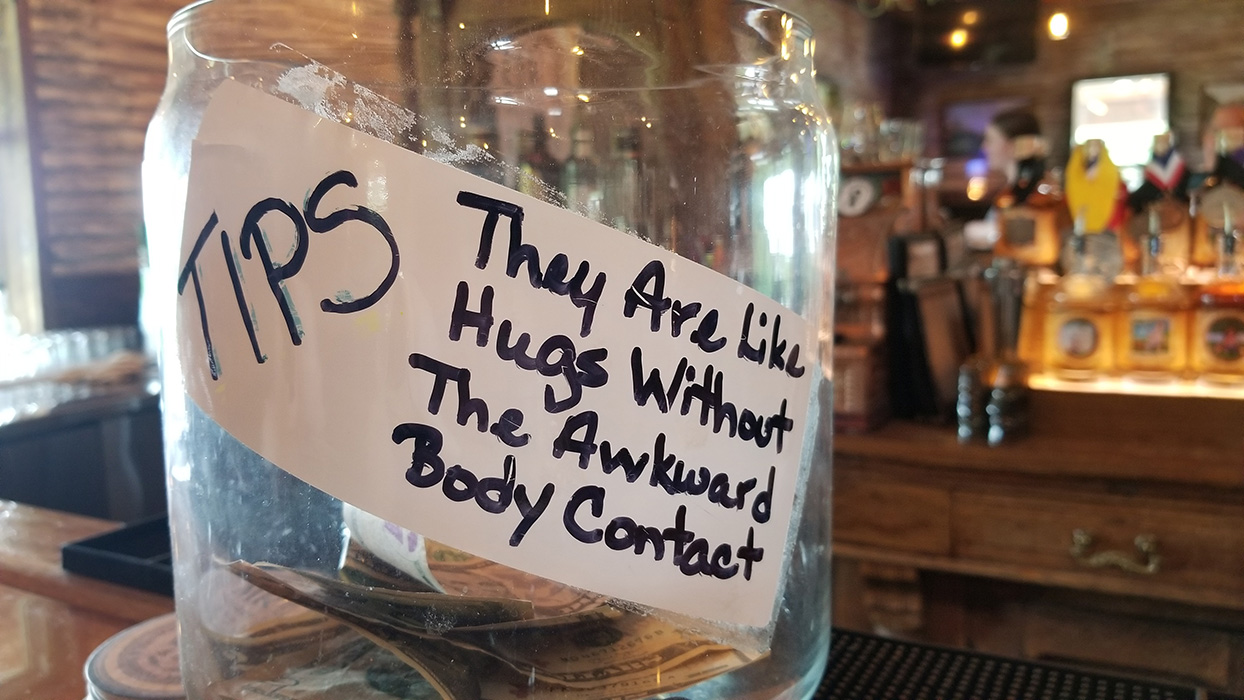 TIPS
They Are Like
Hugs Without
The Awkward
Body Contact